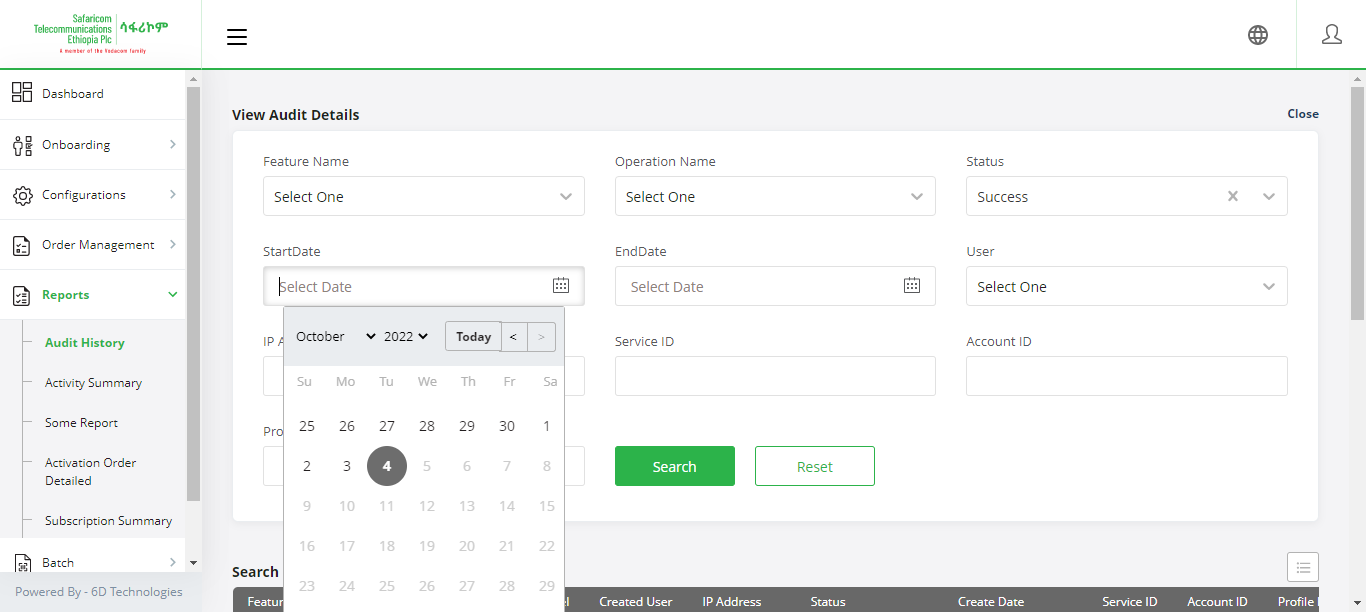 Safaricom
Telecommunications
Ethiopia Plc
ሳፋሪኮም
A member of the Vodacom family
Dashboard
Onboarding
Configurations
Order Management
Reports
Audit History
Activity Summary
Some Report
Activation Order
Detailed
Subscription Summary
Batch
Powered By - 6D Technologies
View Audit Details
Close
Feature Name
Operation Name
Status
Select One
Select One
Success
StartDate
EndDate
User
Select Date
Select Date
Select One
IP A
Service ID
Account ID
October 2022 Today < >
Su Mo Tu We Th Fr Sa
25 26 27 28 29 30 1
2 3 4 5 6 7 8
9 10 11 12 13 14 15
16 17 18 19 20 21 22
23 24 25 26 27 28 29
Pro
Search
Reset
Search
Featur
el
Created User
IP Address
Status
Create Date
Service ID
Account ID
Profile